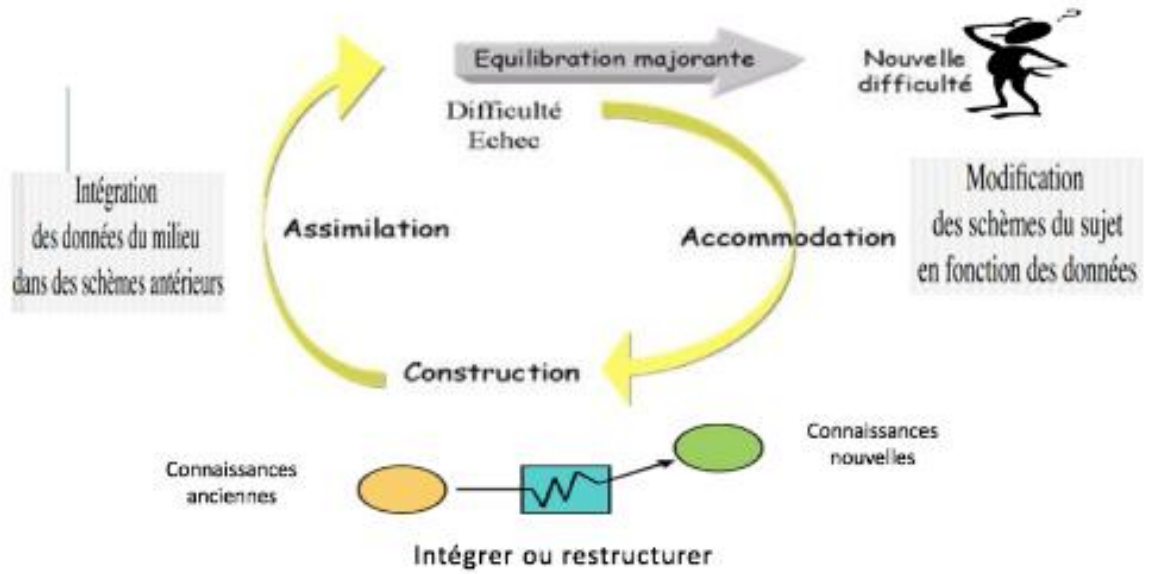 Equilibration majorante
Nouvelle
difficulté
?
Difficulté
Echec
Intégration
des données du milieu
dans des schèmes antérieurs
Assimilation
Accommodation
Modification
des schèmes du sujet
en fonction des données
Construction
Connaissances
anciennes
Connaissances
nouvelles
Intégrer ou restructurer